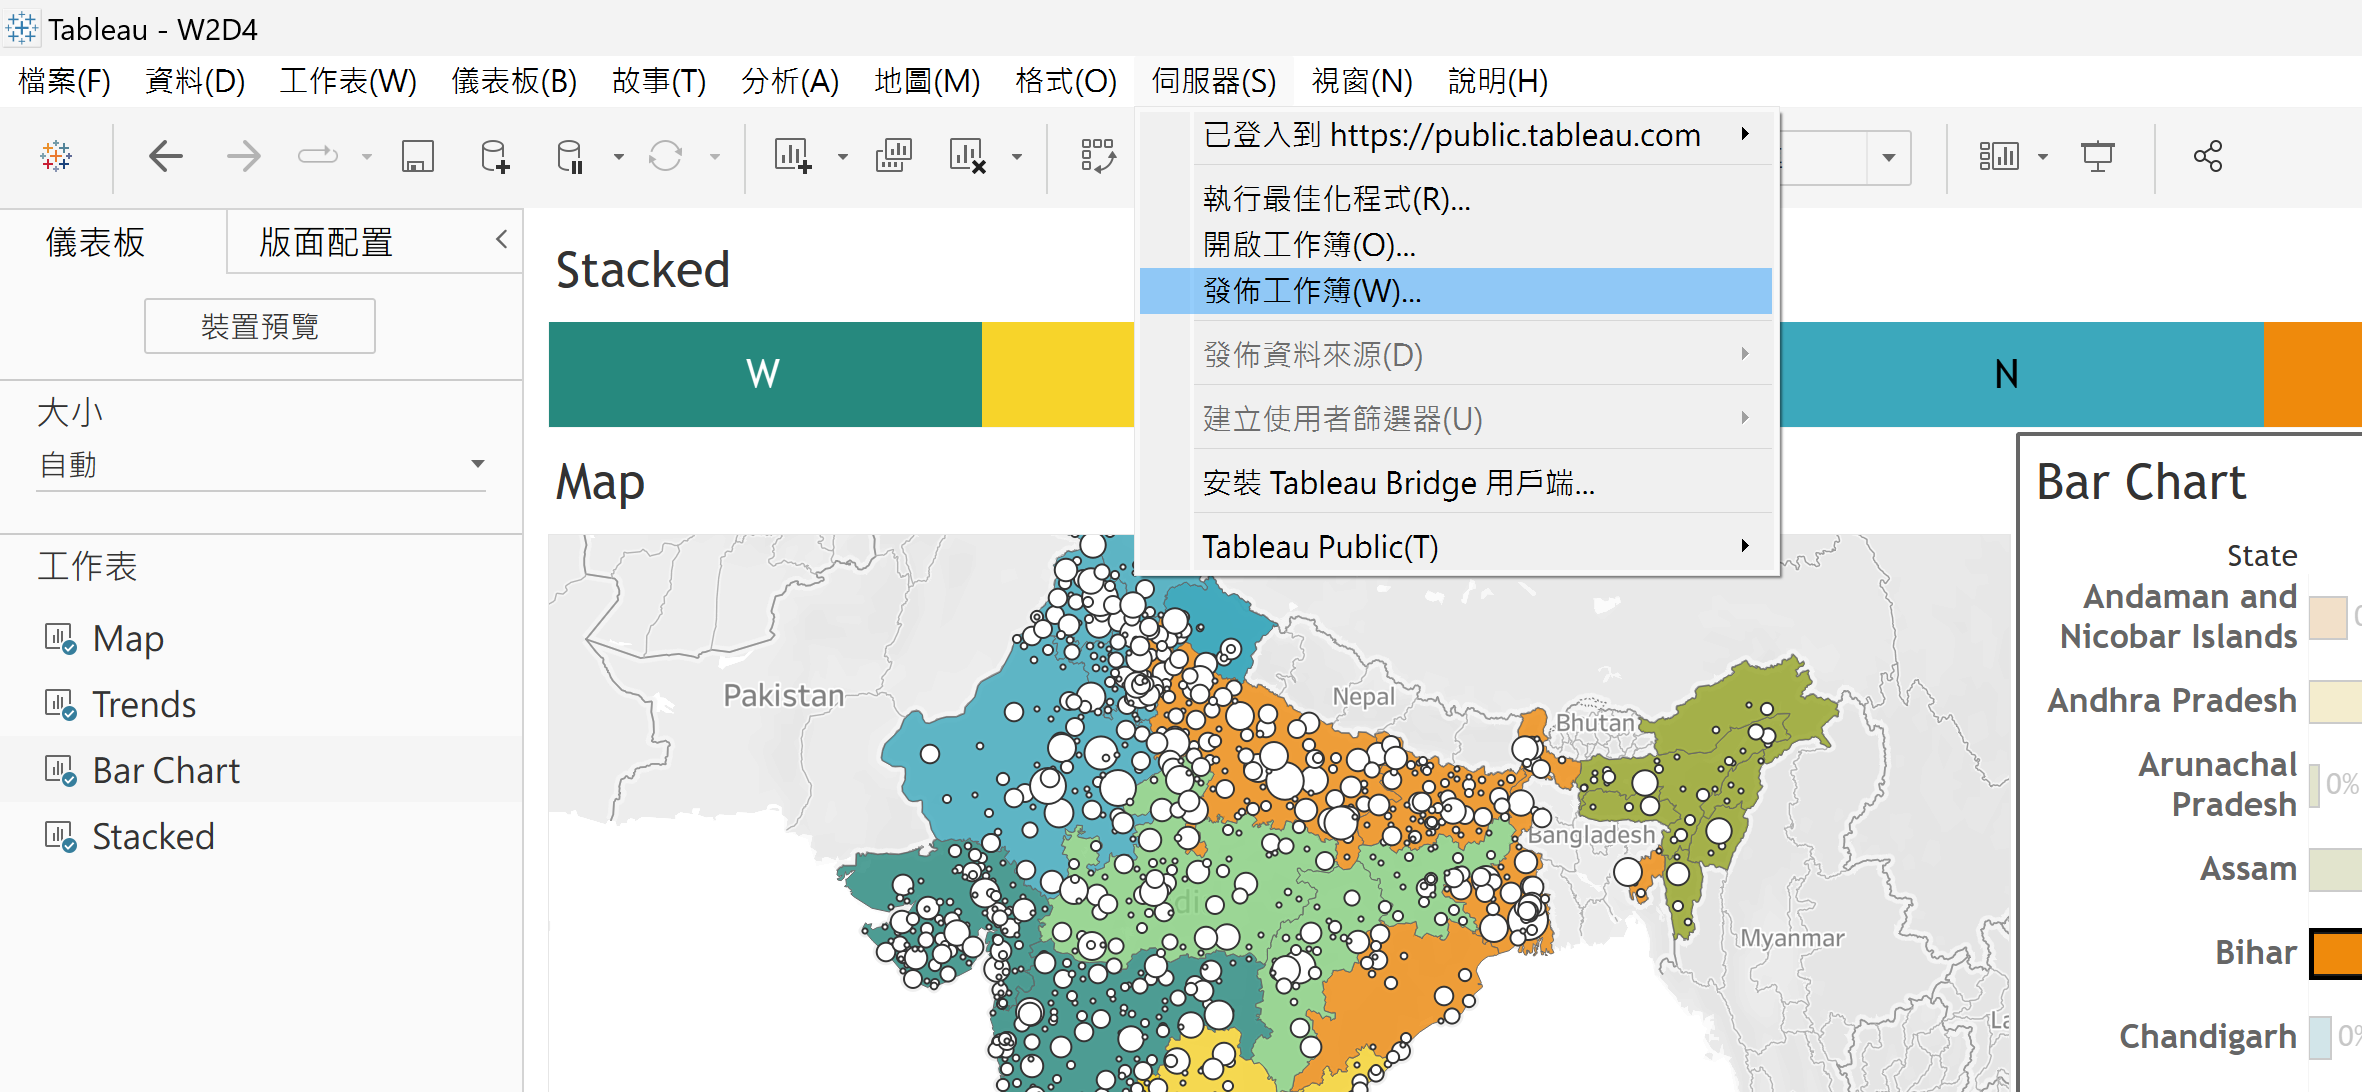 Tableau - W2D4
檔案(F) 資料(D) 工作表(W) 儀表板(B) 故事(T) 分析(A) 地圖(M) 格式(O) 伺服器(S) 視窗(N) 說明(H)
已登入到 https://public.tableau.com
執行最佳化程式(R)...
開啟工作簿(O)...
發佈工作簿(W)...
發佈資料來源(D)
建立使用者篩選器(U)
安裝 Tableau Bridge 用戶端...
Tableau Public(T)
儀表板 版面配置
裝置預覽
大小
自動
工作表
Map
Trends
Bar Chart
Stacked
Stacked
W
N
Map
Pakistan
Nepal
Bhutan
Bangladesh
Myanmar
Bar Chart
State
Andaman and
Nicobar Islands
Andhra Pradesh
Arunachal
Pradesh
0%
Assam
Bihar
Chandigarh